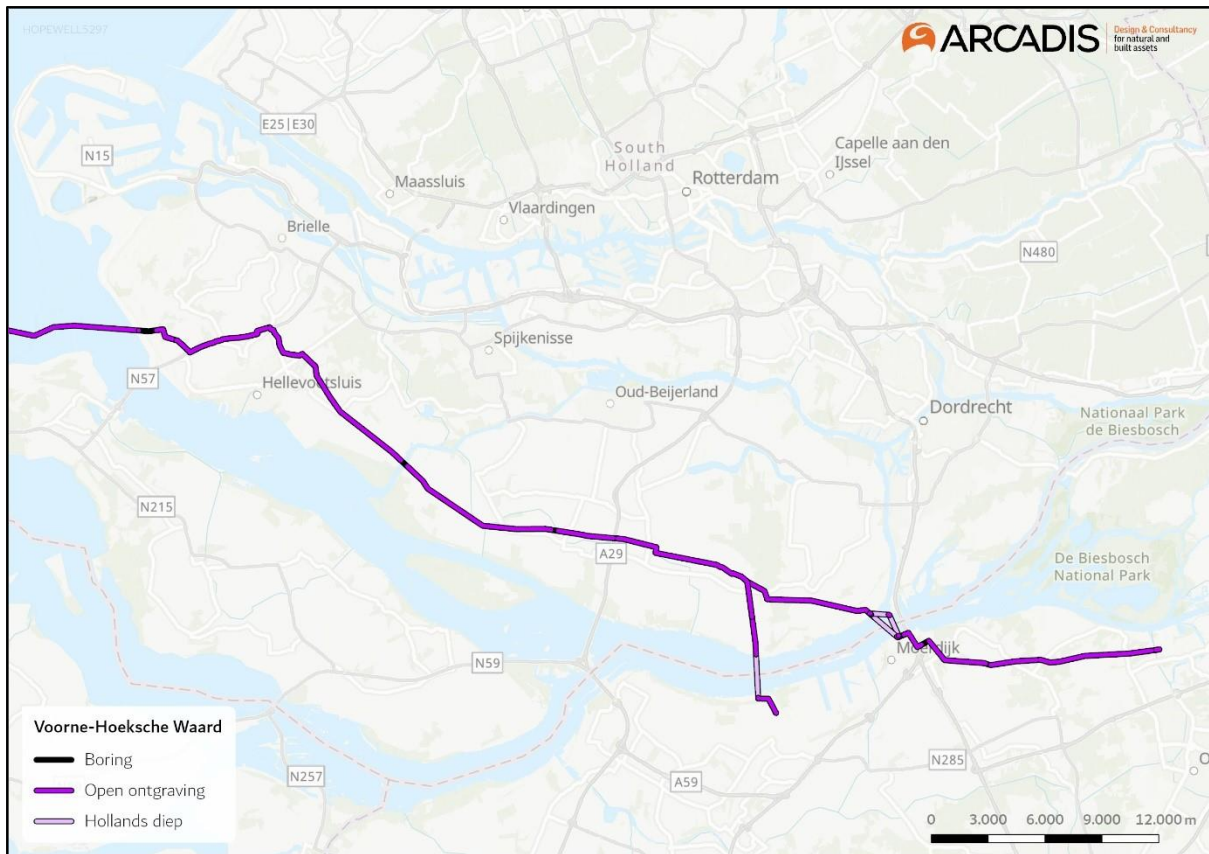 HOPEWELL5297
ARCADIS
Design & Consultancy
for natural and
built assets
E25|E30
N15
Maassluis
South
Holland
Capelle aan den
IJssel
Rotterdam
Vlaardingen
Brielle
N480
Spijkenisse
N57
Hellevoetsluis
Oud-Beijerland
Dordrecht
Nationaal Park
de Biesbosch
N215
A29
De Biesbosch
National Park
N59
Moerdijk
Voorne-Hoeksche Waard
Boring
Open ontgraving
Hollands diep
N257
A59
N285
O
0 3.000 6.000 9.000 12.000 m